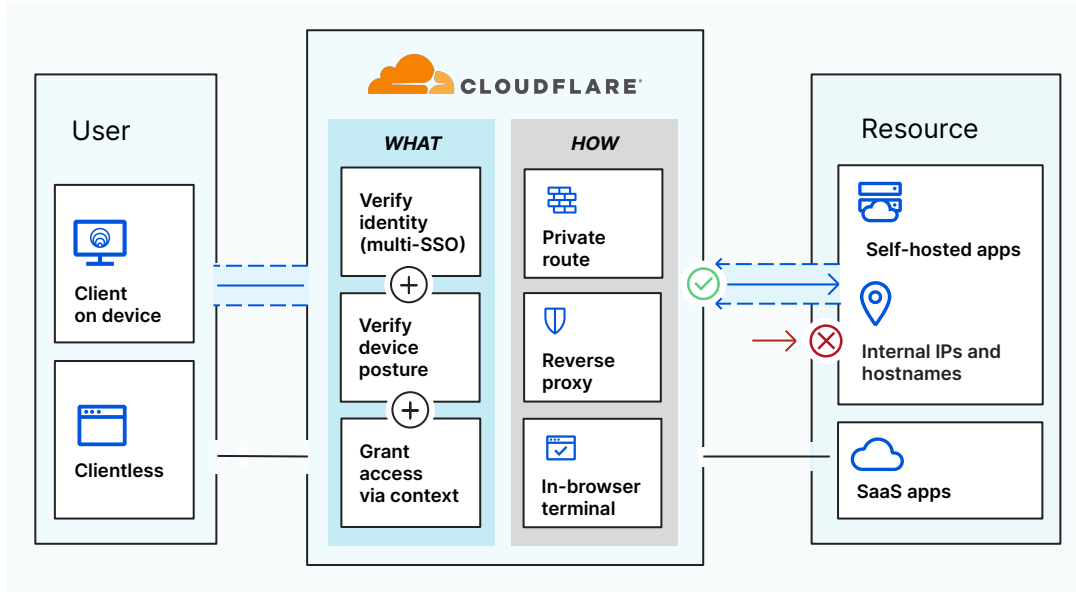 User
Client
on device
Clientless
CLOUDFLARE
WHAT
Verify
identity
(multi-SSO)
Verify
device
posture
Grant
access
via context
HOW
Private
route
Reverse
proxy
In-browser
terminal
Resource
Self-hosted apps
Internal IPs and
hostnames
SaaS apps